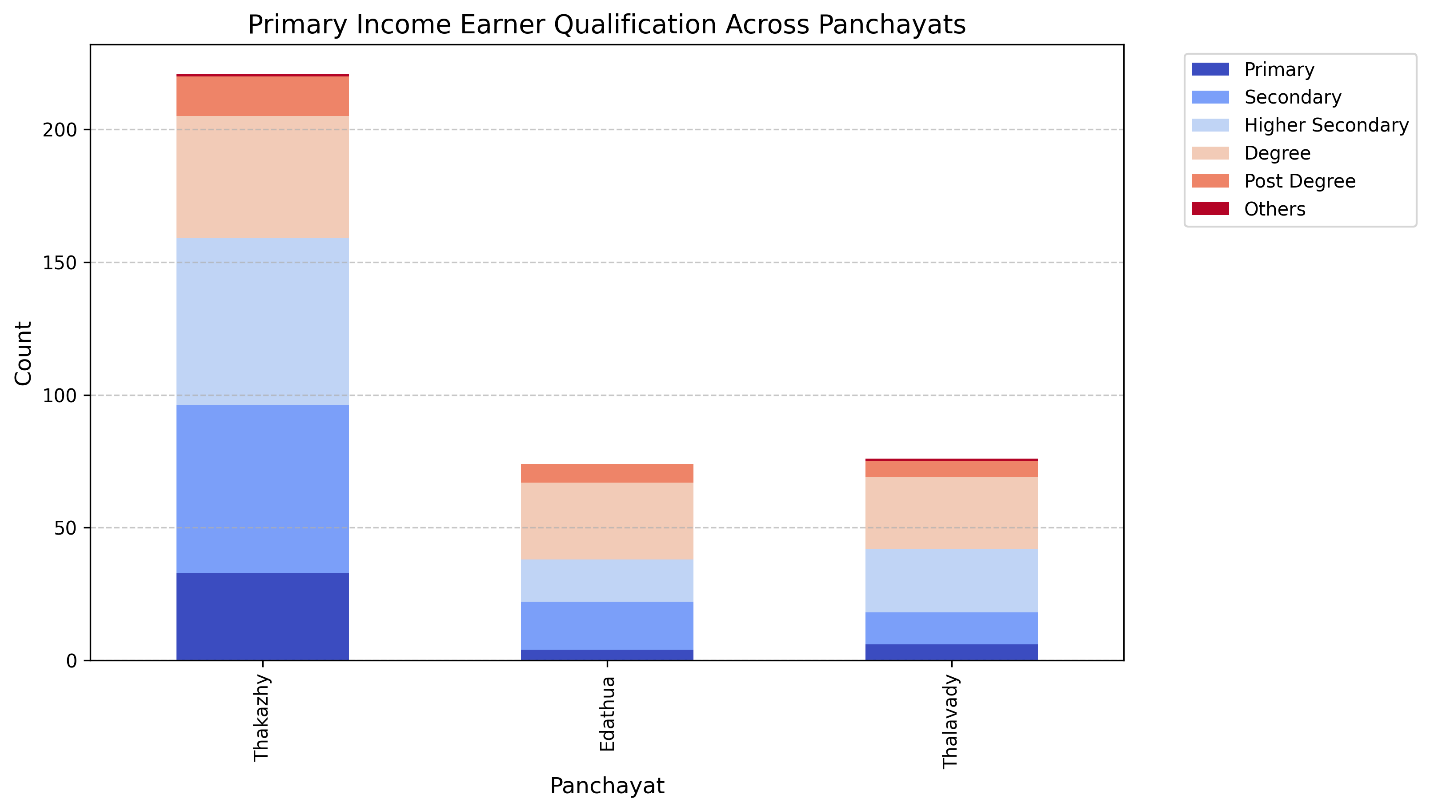 Primary Income Earner Qualification Across Panchayats
Primary
Secondary
Higher Secondary
Degree
Post Degree
Others
200
150
100
50
0
Count
Thakazhy
Edathua
Thalavady
Panchayat